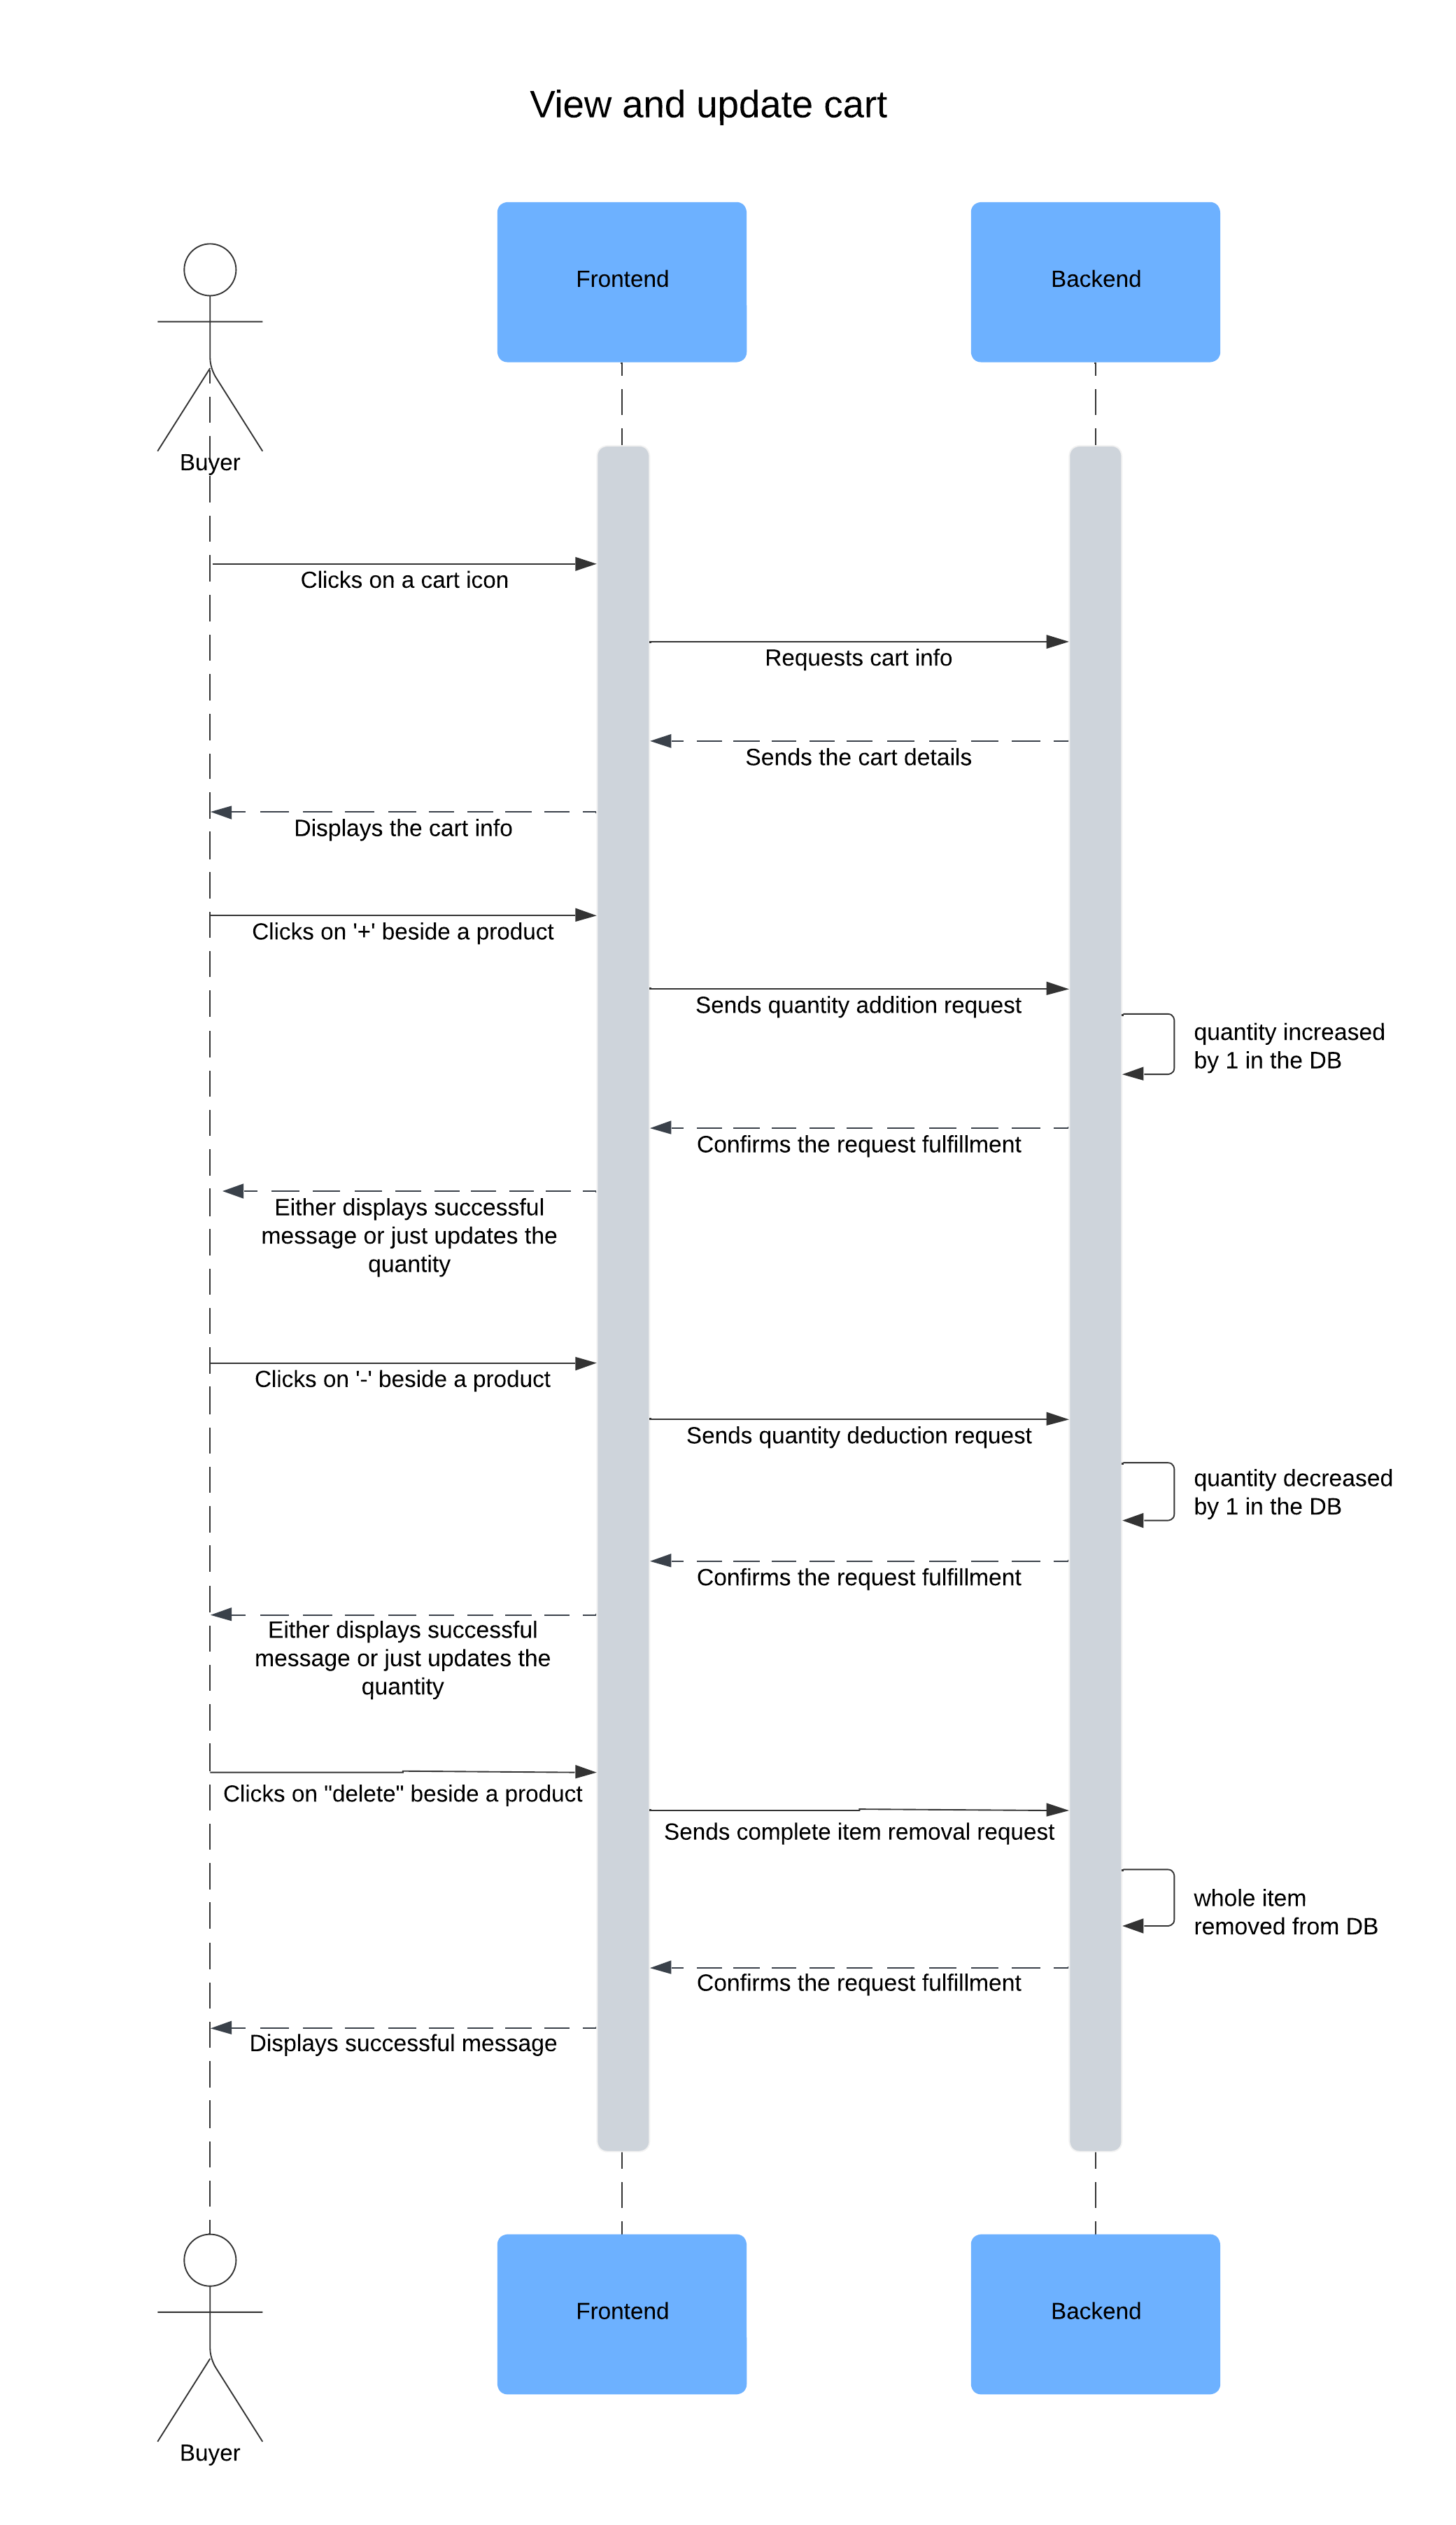 View and update cart
Frontend
Backend
Buyer
Clicks on a cart icon
Requests cart info
Sends the cart details
Displays the cart info
Clicks on '+' beside a product
Sends quantity addition request
quantity increased
by 1 in the DB
Confirms the request fulfillment
Either displays successful
message or just updates the
quantity
Clicks on '-' beside a product
Sends quantity deduction request
quantity decreased
by 1 in the DB
Confirms the request fulfillment
Either displays successful
message or just updates the
quantity
Clicks on "delete" beside a product
Sends complete item removal request
whole item
removed from DB
Confirms the request fulfillment
Displays successful message
Frontend
Backend
Buyer